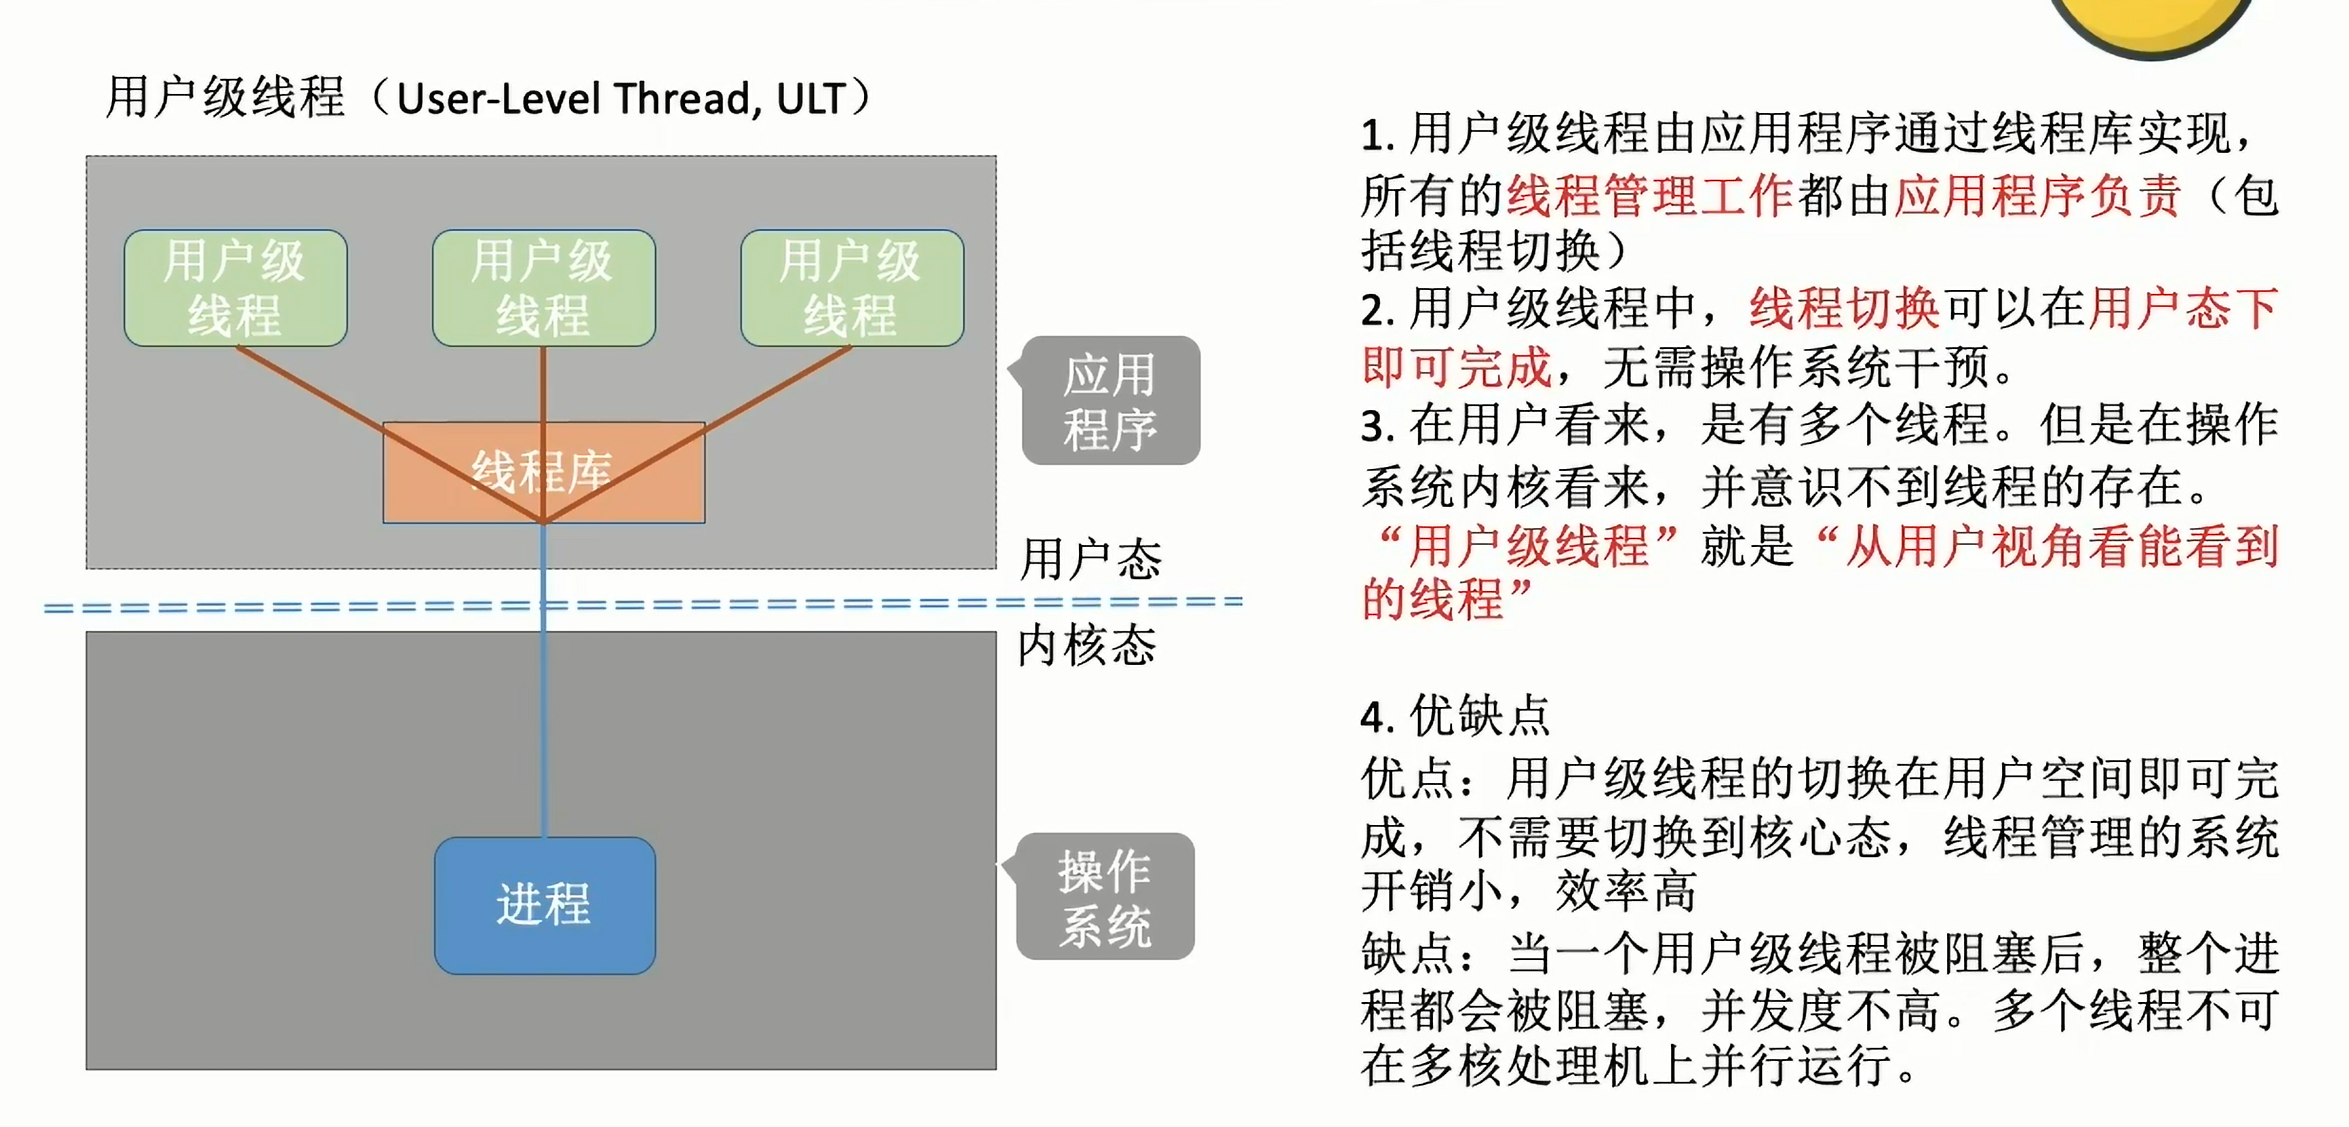 用户级线程（User-Level Thread, ULT）
用户级
线程
用户级
线程
用户级
线程
线程库
应用
程序
用户态
内核态
进程
操作
系统
1. 用户级线程由应用程序通过线程库实现，
所有的线程管理工作都由应用程序负责（包
括线程切换）
2. 用户级线程中，线程切换可以在用户态下
即可完成，无需操作系统干预。
3. 在用户看来，是有多个线程。但是在操作
系统内核看来，并意识不到线程的存在。
“用户级线程”就是“从用户视角看能看到
的线程”
4. 优缺点
优点：用户级线程的切换在用户空间即可完
成，不需要切换到核心态，线程管理的系统
开销小，效率高
缺点：当一个用户级线程被阻塞后，整个进
程都会被阻塞，并发度不高。多个线程不可
在多核处理机上并行运行。